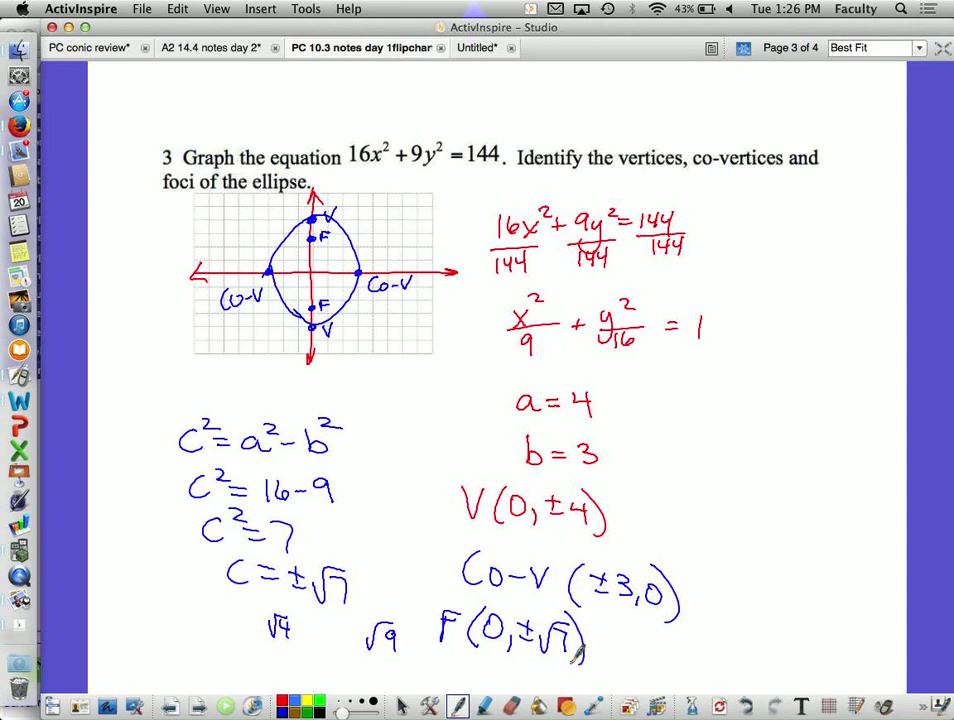 ActivInspire File Edit View Insert Tools Help 43% Tue 1:26 PM Faculty
ActivInspire - Studio
PC conic review* A2 14.4 notes day 2* PC 10.3 notes day 1flipchar Untitled* Page 3 of 4 Best Fit
3 Graph the equation 16x² + 9y² = 144. Identify the vertices, co-vertices and
foci of the ellipse.
V
F
Co-V
Co-V
F
V
16x² + 9y² = 144
144 144 144
x²/9 + y²/16 = 1
a = 4
b = 3
V (0, ±4)
Co-V (±3, 0)
F (0, ±√7)
c² = a² - b²
c² = 16 - 9
c² = 7
c = ±√7
√4 √9
20